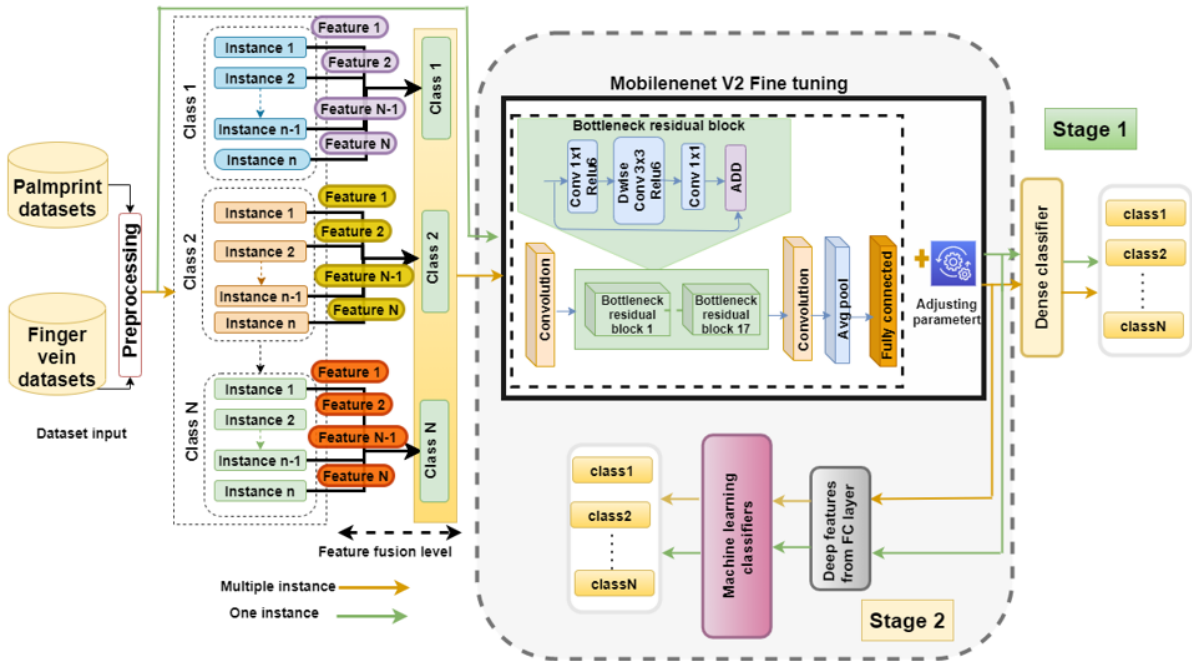 Palmprint
datasets
Finger
vein
datasets
Dataset input
Preprocessing
Class 1
Instance 1
Instance 2
Instance n-1
Instance n
Feature 1
Feature 2
Feature N-1
Feature N
Class 2
Instance 1
Instance 2
Instance n-1
Instance n
Feature 1
Feature 2
Feature N-1
Feature N
Class N
Instance 1
Instance 2
Instance n-1
Instance n
Feature 1
Feature 2
Feature N-1
Feature N
Class 1
Class 2
Class N
Feature fusion level
Multiple instance
One instance
Mobilenenet V2 Fine tuning
Bottleneck residual block
Conv 1x1
Relu6
Dwise
Conv 3x3
Relu6
Conv 1x1
ADD
Convolution
Bottleneck
residual
block 1
Bottleneck
residual
block 17
Convolution
Avg pool
Fully connected
Adjusting
parametert
Stage 1
Dense classifier
class1
class2
classN
Deep features
from FC layer
Machine learning
classifiers
class1
class2
classN
Stage 2